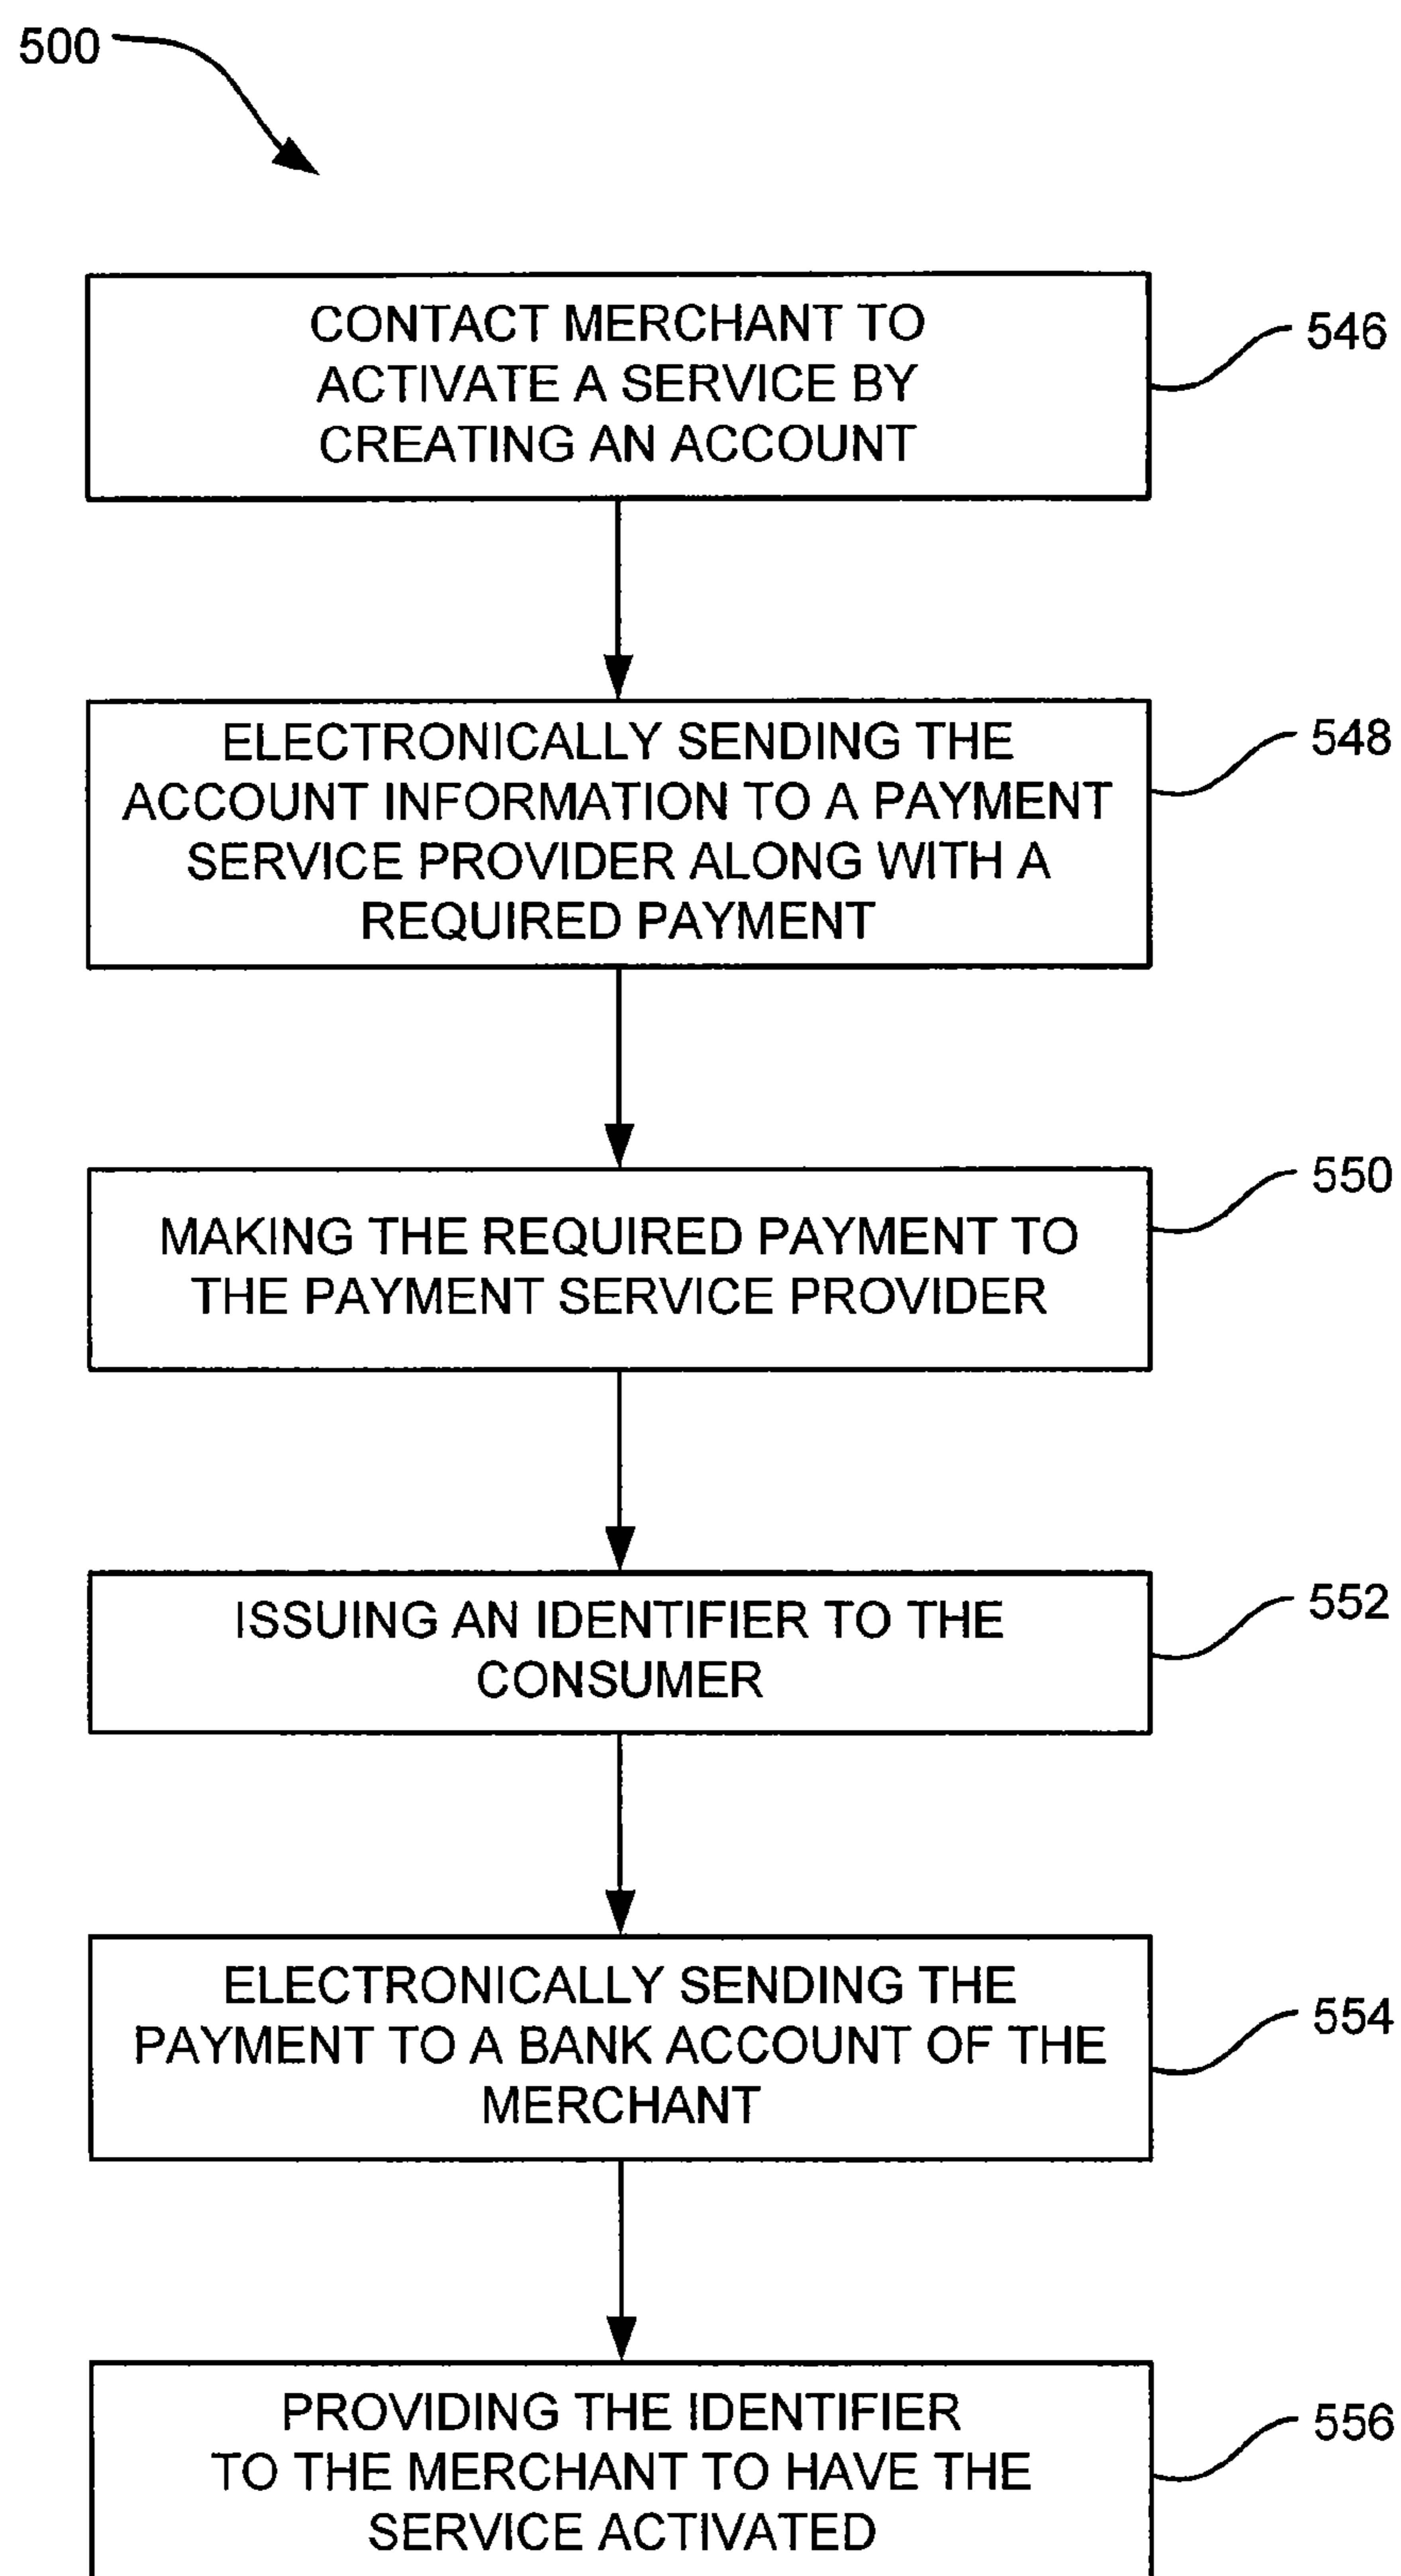 500
CONTACT MERCHANT TO
ACTIVATE A SERVICE BY
CREATING AN ACCOUNT
546
ELECTRONICALLY SENDING THE
ACCOUNT INFORMATION TO A PAYMENT
SERVICE PROVIDER ALONG WITH A
REQUIRED PAYMENT
548
MAKING THE REQUIRED PAYMENT TO
THE PAYMENT SERVICE PROVIDER
550
ISSUING AN IDENTIFIER TO THE
CONSUMER
552
ELECTRONICALLY SENDING THE
PAYMENT TO A BANK ACCOUNT OF THE
MERCHANT
554
PROVIDING THE IDENTIFIER
TO THE MERCHANT TO HAVE THE
SERVICE ACTIVATED
556